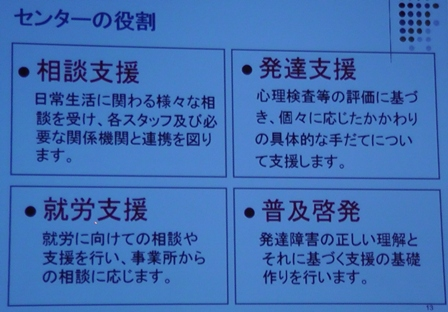 センターの役割
● 相談支援
日常生活に関わる様々な相
談を受け、各スタッフ及び必
要な関係機関と連携を図り
ます。
● 発達支援
心理検査等の評価に基づ
き、個々に応じたかかわり
の具体的な手だてについ
て支援します。
● 就労支援
就労に向けての相談や
支援を行い、事業所から
の相談に応じます。
● 普及啓発
発達障害の正しい理解と
それに基づく支援の基礎
作りを行います。
13